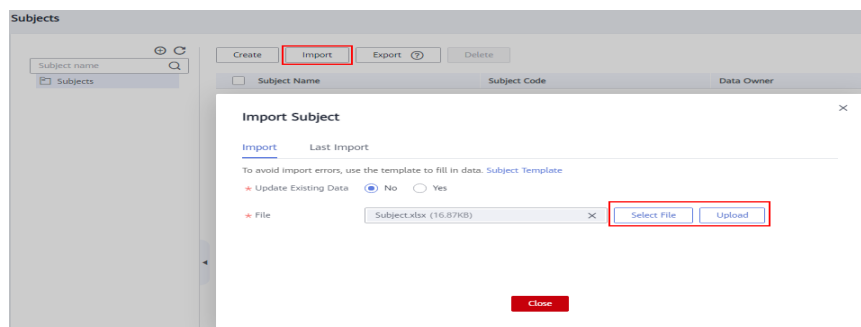 Subjects
Subject name
Subjects
Create Import Export ? Delete
Subject Name Subject Code Data Owner
Import Subject
Import Last Import
To avoid import errors, use the template to fill in data. Subject Template
* Update Existing Data No Yes
* File Subject.xlsx (16.87KB) Select File Upload
Close